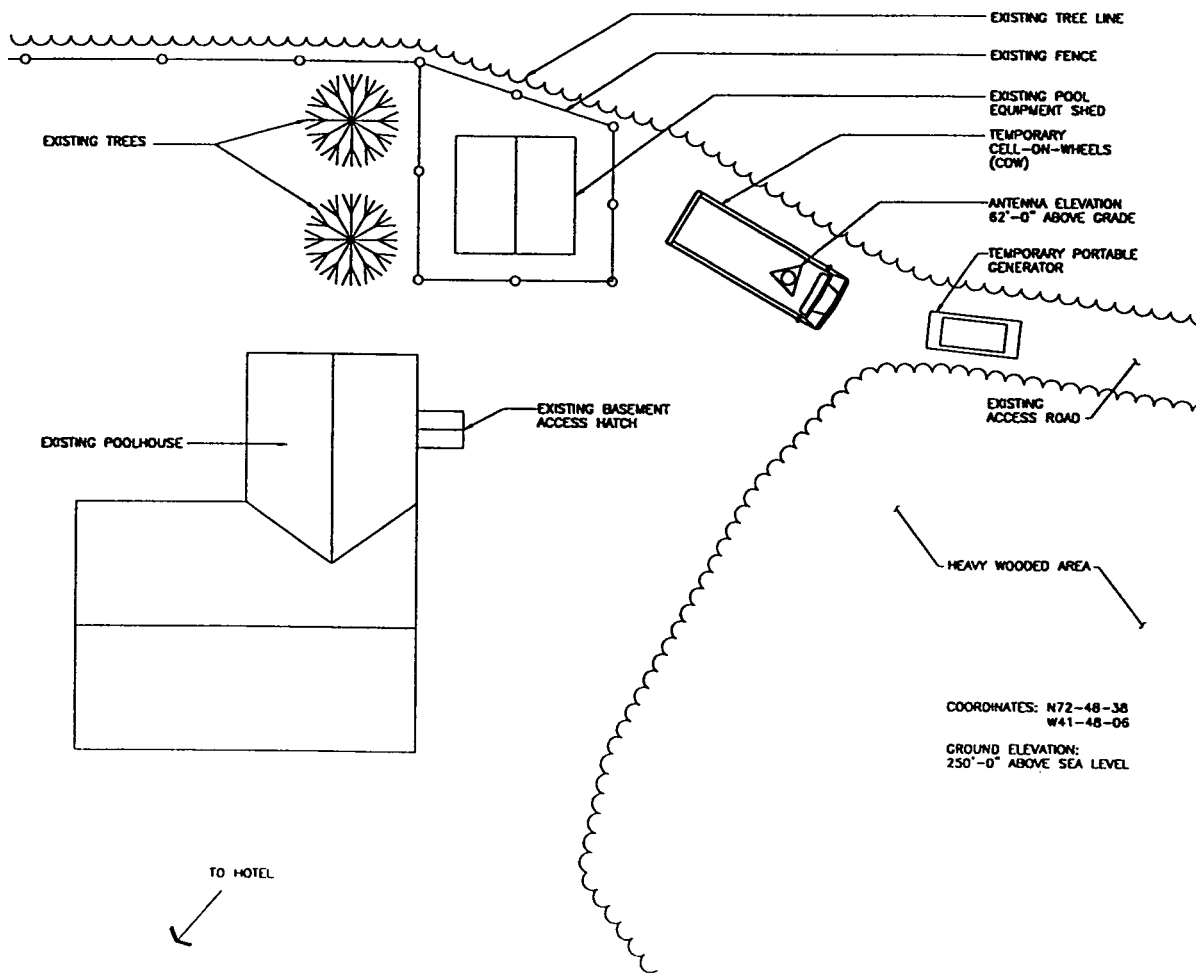 EXISTING TREE LINE
EXISTING FENCE
EXISTING POOL
EQUIPMENT SHED
TEMPORARY
CELL-ON-WHEELS
(COW)
ANTENNA ELEVATION
62'-0" ABOVE GRADE
TEMPORARY PORTABLE
GENERATOR
EXISTING TREES
EXISTING BASEMENT
ACCESS HATCH
EXISTING
ACCESS ROAD
EXISTING POOLHOUSE
HEAVY WOODED AREA
COORDINATES: N72-48-38
W41-48-06
GROUND ELEVATION:
250'-0" ABOVE SEA LEVEL
TO HOTEL